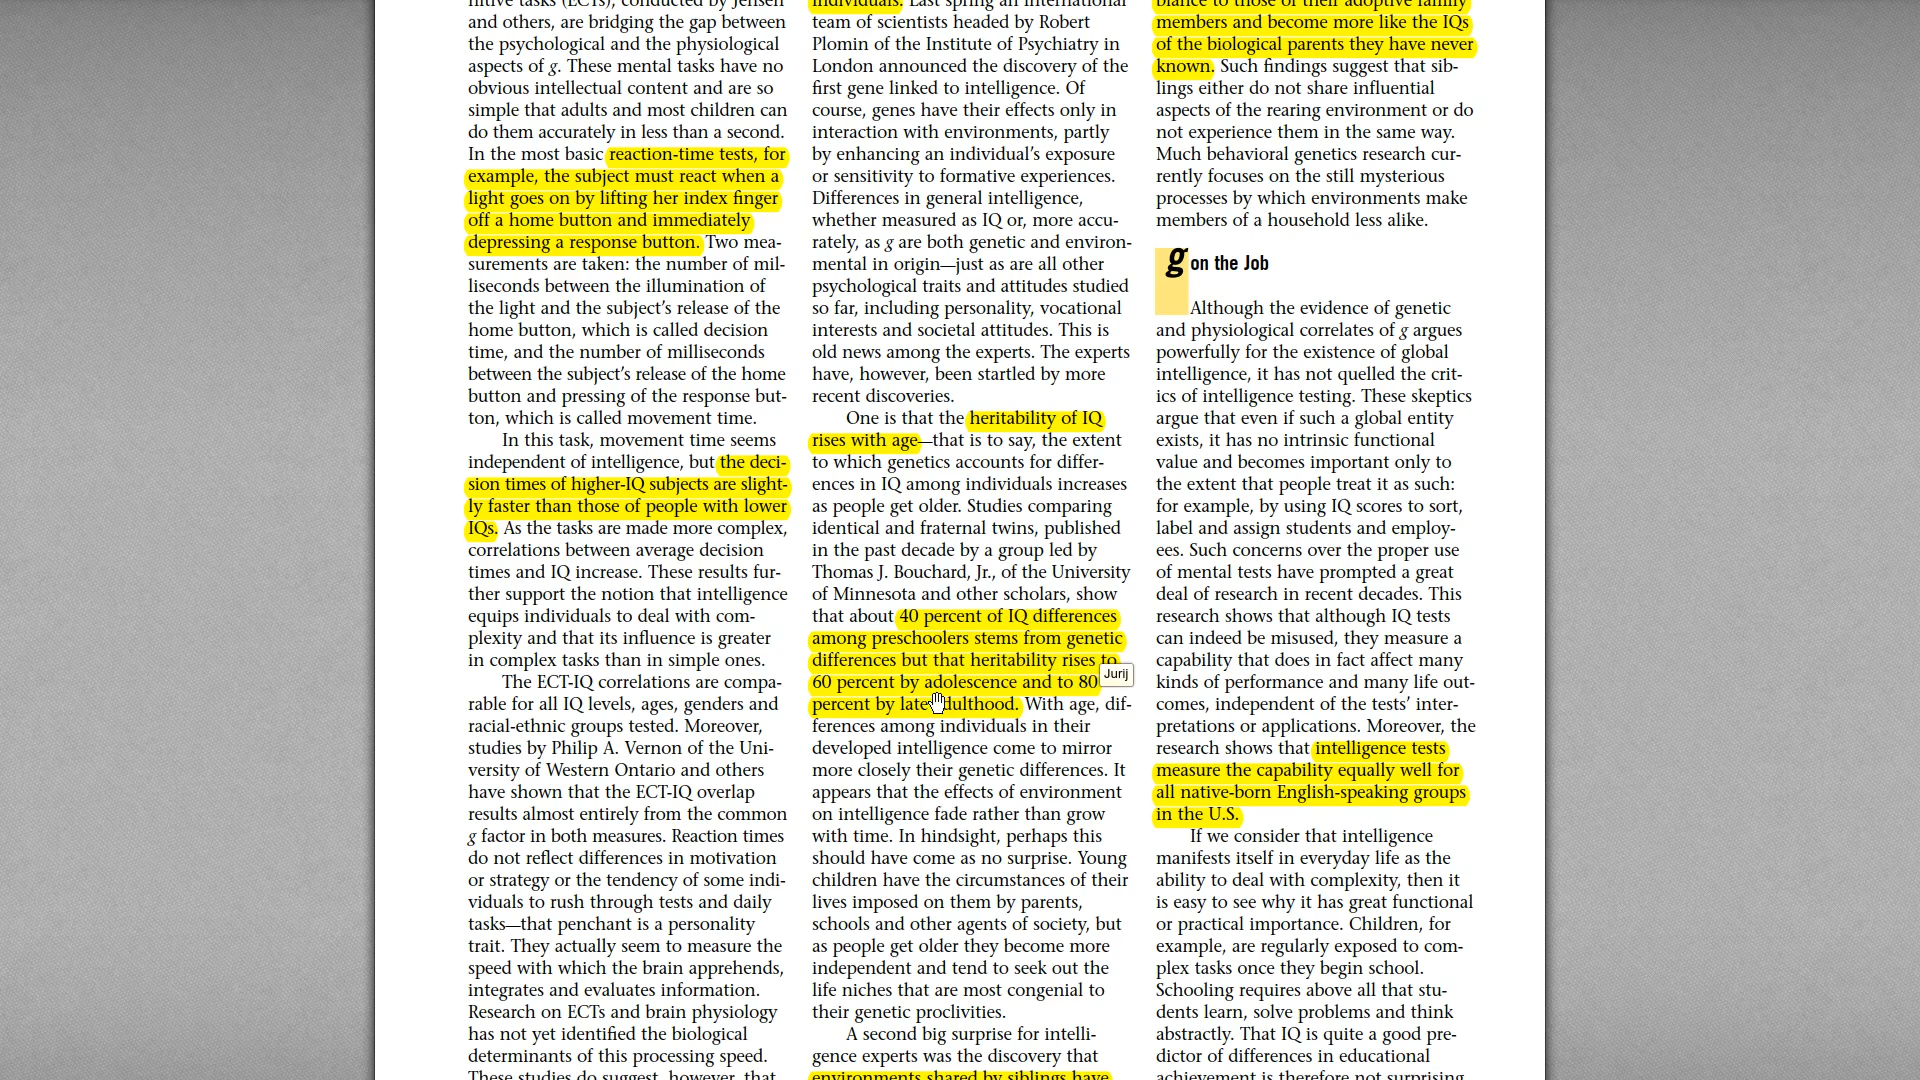 nitive tasks (ECTs), conducted by Jensen
and others, are bridging the gap between
the psychological and the physiological
aspects of g. These mental tasks have no
obvious intellectual content and are so
simple that adults and most children can
do them accurately in less than a second.
In the most basic reaction-time tests, for
example, the subject must react when a
light goes on by lifting her index finger
off a home button and immediately
depressing a response button. Two mea-
surements are taken: the number of mil-
liseconds between the illumination of
the light and the subject's release of the
home button, which is called decision
time, and the number of milliseconds
between the subject's release of the home
button and pressing of the response but-
ton, which is called movement time.
In this task, movement time seems
independent of intelligence, but the deci-
sion times of higher-IQ subjects are slight-
ly faster than those of people with lower
IQs. As the tasks are made more complex,
correlations between average decision
times and IQ increase. These results fur-
ther support the notion that intelligence
equips individuals to deal with com-
plexity and that its influence is greater
in complex tasks than in simple ones.
The ECT-IQ correlations are compa-
rable for all IQ levels, ages, genders and
racial-ethnic groups tested. Moreover,
studies by Philip A. Vernon of the Uni-
versity of Western Ontario and others
have shown that the ECT-IQ overlap
results almost entirely from the common
g factor in both measures. Reaction times
do not reflect differences in motivation
or strategy or the tendency of some indi-
viduals to rush through tests and daily
tasks—that penchant is a personality
trait. They actually seem to measure the
speed with which the brain apprehends,
integrates and evaluates information.
Research on ECTs and brain physiology
has not yet identified the biological
determinants of this processing speed.
These studies do suggest, however, that
individuals. Last spring an international
team of scientists headed by Robert
Plomin of the Institute of Psychiatry in
London announced the discovery of the
first gene linked to intelligence. Of
course, genes have their effects only in
interaction with environments, partly
by enhancing an individual's exposure
or sensitivity to formative experiences.
Differences in general intelligence,
whether measured as IQ or, more accu-
rately, as g are both genetic and environ-
mental in origin—just as are all other
psychological traits and attitudes studied
so far, including personality, vocational
interests and societal attitudes. This is
old news among the experts. The experts
have, however, been startled by more
recent discoveries.
One is that the heritability of IQ
rises with age—that is to say, the extent
to which genetics accounts for differ-
ences in IQ among individuals increases
as people get older. Studies comparing
identical and fraternal twins, published
in the past decade by a group led by
Thomas J. Bouchard, Jr., of the University
of Minnesota and other scholars, show
that about 40 percent of IQ differences
among preschoolers stems from genetic
differences but that heritability rises to
60 percent by adolescence and to 80
percent by late adulthood. With age, dif-
ferences among individuals in their
developed intelligence come to mirror
more closely their genetic differences. It
appears that the effects of environment
on intelligence fade rather than grow
with time. In hindsight, perhaps this
should have come as no surprise. Young
children have the circumstances of their
lives imposed on them by parents,
schools and other agents of society, but
as people get older they become more
independent and tend to seek out the
life niches that are most congenial to
their genetic proclivities.
A second big surprise for intelli-
gence experts was the discovery that
environments shared by siblings have
Jurij
blance to those of their adoptive family
members and become more like the IQs
of the biological parents they have never
known. Such findings suggest that sib-
lings either do not share influential
aspects of the rearing environment or do
not experience them in the same way.
Much behavioral genetics research cur-
rently focuses on the still mysterious
processes by which environments make
members of a household less alike.
g on the Job
Although the evidence of genetic
and physiological correlates of g argues
powerfully for the existence of global
intelligence, it has not quelled the crit-
ics of intelligence testing. These skeptics
argue that even if such a global entity
exists, it has no intrinsic functional
value and becomes important only to
the extent that people treat it as such:
for example, by using IQ scores to sort,
label and assign students and employ-
ees. Such concerns over the proper use
of mental tests have prompted a great
deal of research in recent decades. This
research shows that although IQ tests
can indeed be misused, they measure a
capability that does in fact affect many
kinds of performance and many life out-
comes, independent of the tests' inter-
pretations or applications. Moreover, the
research shows that intelligence tests
measure the capability equally well for
all native-born English-speaking groups
in the U.S.
If we consider that intelligence
manifests itself in everyday life as the
ability to deal with complexity, then it
is easy to see why it has great functional
or practical importance. Children, for
example, are regularly exposed to com-
plex tasks once they begin school.
Schooling requires above all that stu-
dents learn, solve problems and think
abstractly. That IQ is quite a good pre-
dictor of differences in educational
achievement is therefore not surprising.